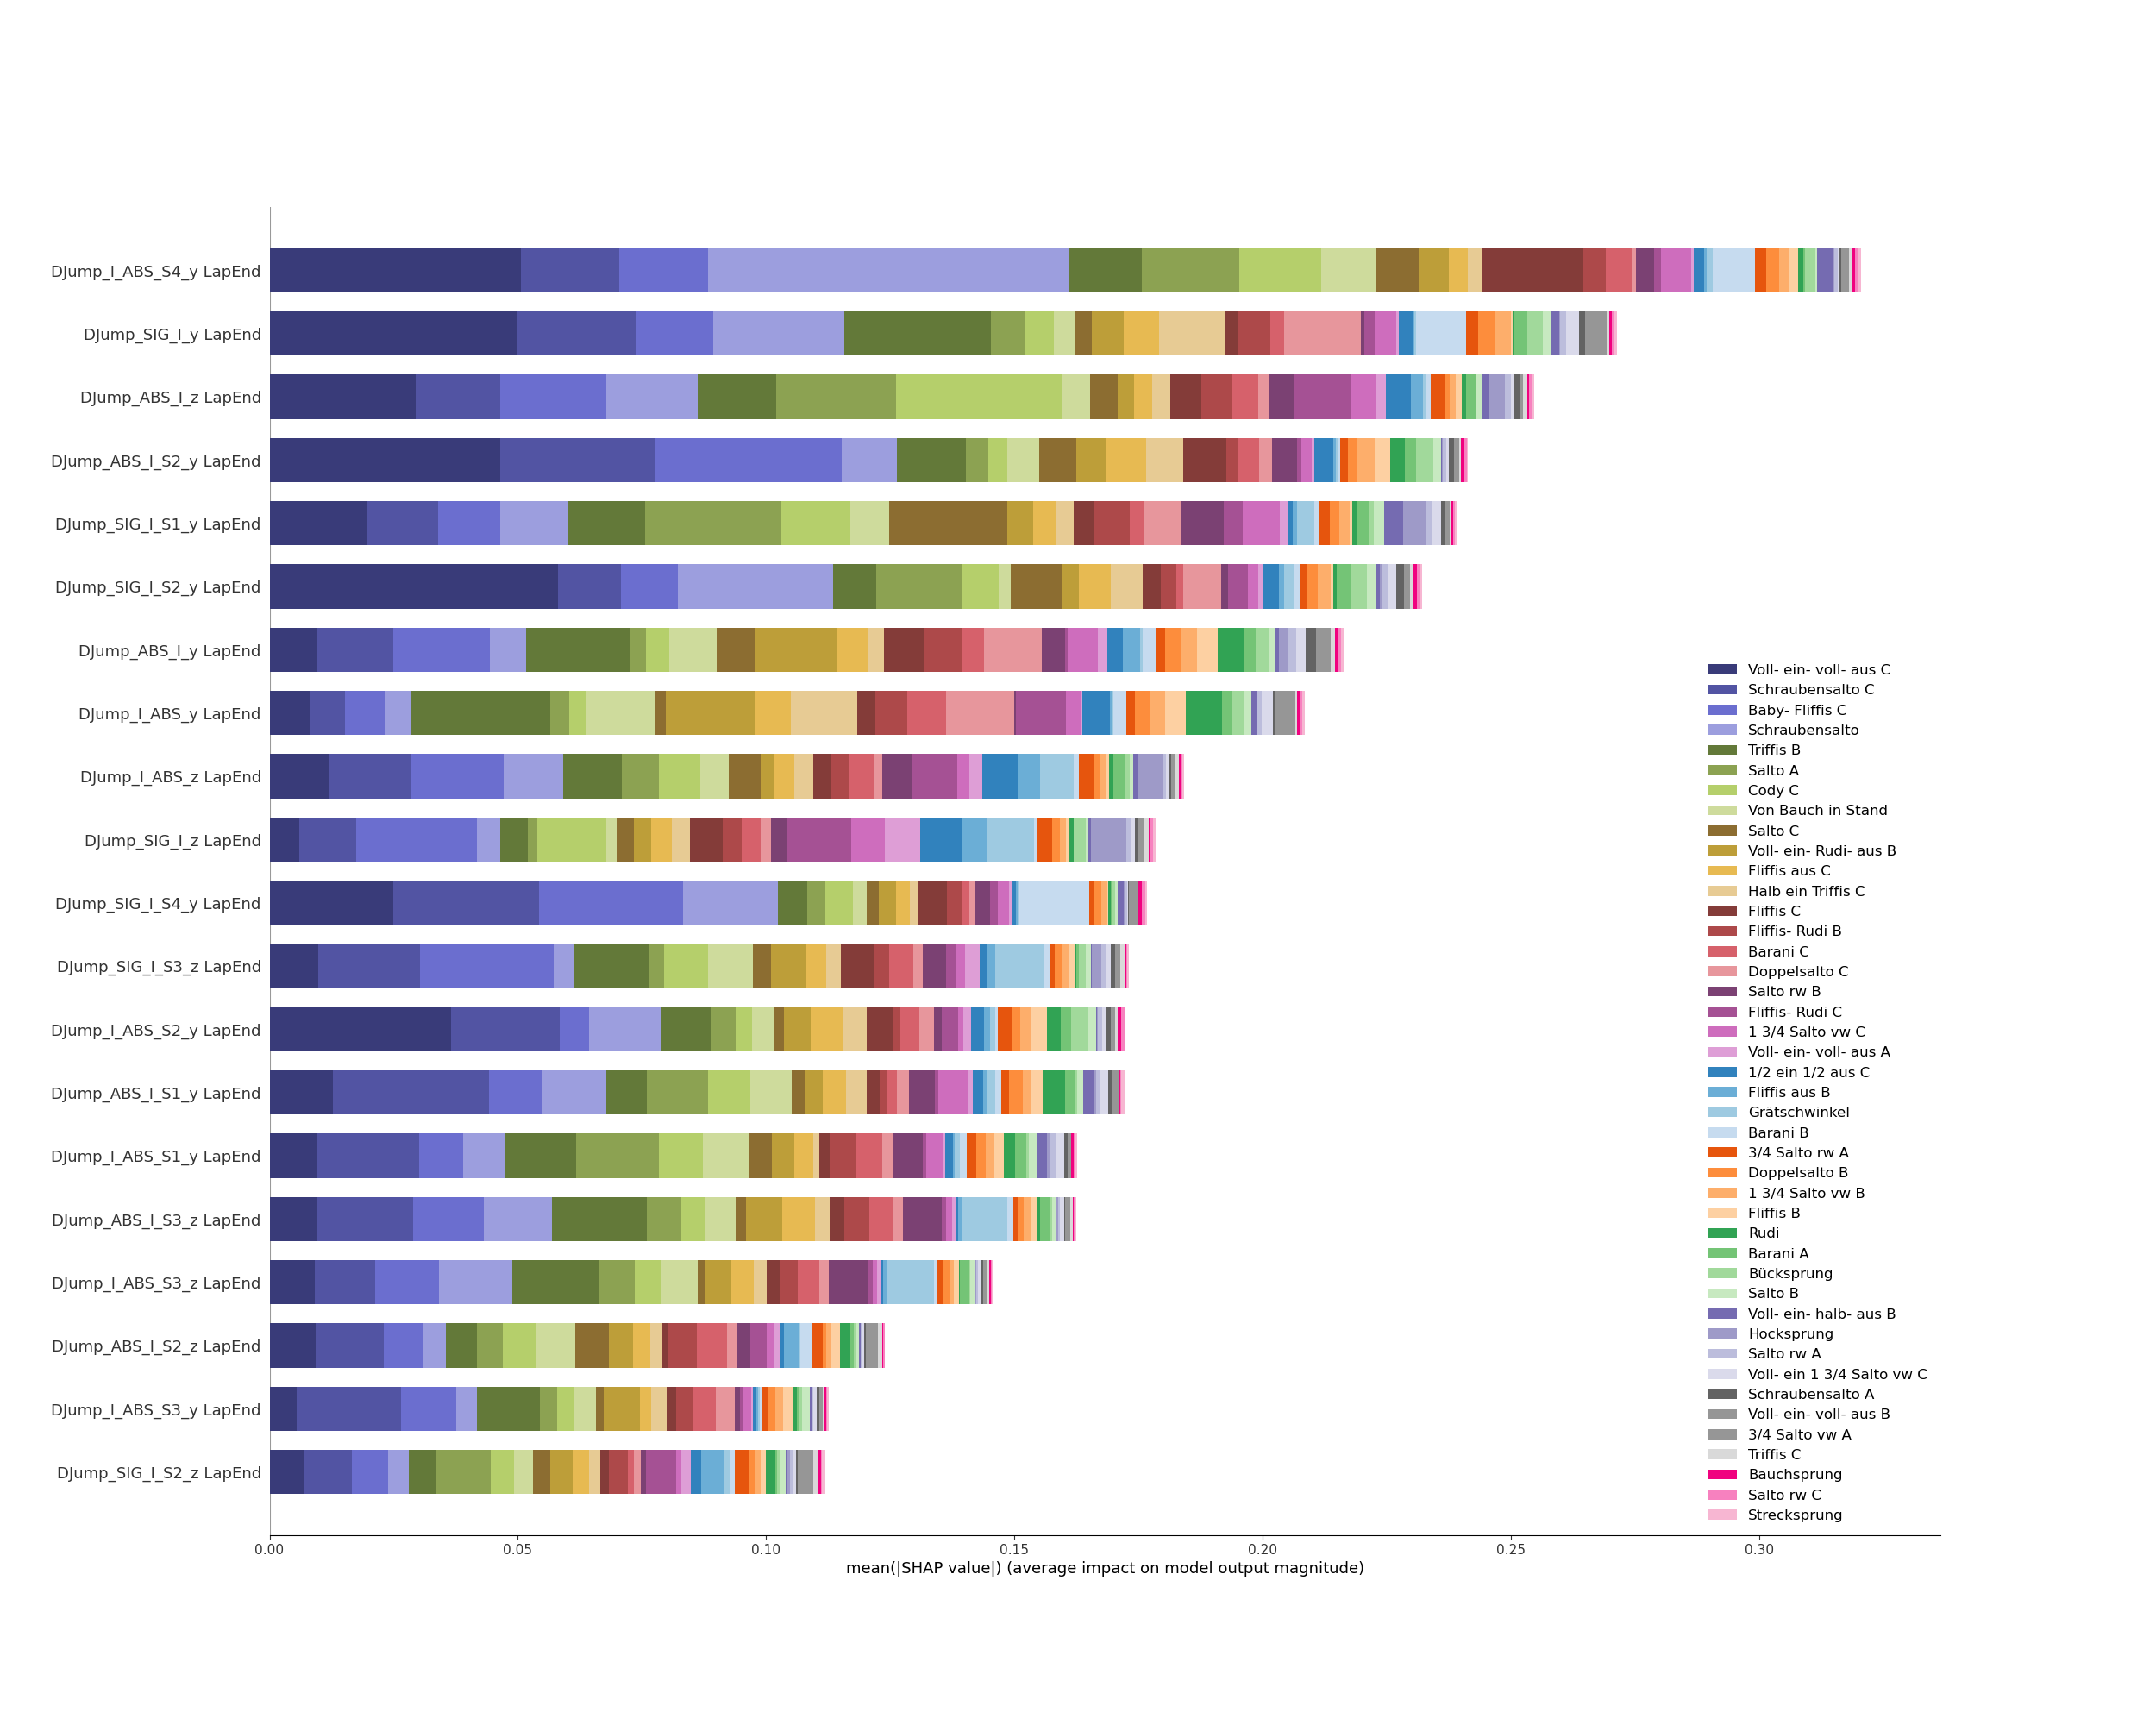 DJump_I_ABS_S4_y LapEnd
DJump_SIG_I_y LapEnd
DJump_ABS_I_z LapEnd
DJump_ABS_I_S2_y LapEnd
DJump_SIG_I_S1_y LapEnd
DJump_SIG_I_S2_y LapEnd
DJump_ABS_I_y LapEnd
DJump_I_ABS_y LapEnd
DJump_I_ABS_z LapEnd
DJump_SIG_I_z LapEnd
DJump_SIG_I_S4_y LapEnd
DJump_SIG_I_S3_z LapEnd
DJump_I_ABS_S2_y LapEnd
DJump_ABS_I_S1_y LapEnd
DJump_I_ABS_S1_y LapEnd
DJump_ABS_I_S3_z LapEnd
DJump_I_ABS_S3_z LapEnd
DJump_ABS_I_S2_z LapEnd
DJump_I_ABS_S3_y LapEnd
DJump_SIG_I_S2_z LapEnd
Voll- ein- voll- aus C
Schraubensalto C
Baby- Fliffis C
Schraubensalto
Triffis B
Salto A
Cody C
Von Bauch in Stand
Salto C
Voll- ein- Rudi- aus B
Fliffis aus C
Halb ein Triffis C
Fliffis C
Fliffis- Rudi B
Barani C
Doppelsalto C
Salto rw B
Fliffis- Rudi C
1 3/4 Salto vw C
Voll- ein- voll- aus A
1/2 ein 1/2 aus C
Fliffis aus B
Grätschwinkel
Barani B
3/4 Salto rw A
Doppelsalto B
1 3/4 Salto vw B
Fliffis B
Rudi
Barani A
Bücksprung
Salto B
Voll- ein- halb- aus B
Hocksprung
Salto rw A
Voll- ein 1 3/4 Salto vw C
Schraubensalto A
Voll- ein- voll- aus B
3/4 Salto vw A
Triffis C
Bauchsprung
Salto rw C
Strecksprung
0.00 0.05 0.10 0.15 0.20 0.25 0.30
mean(|SHAP value|) (average impact on model output magnitude)